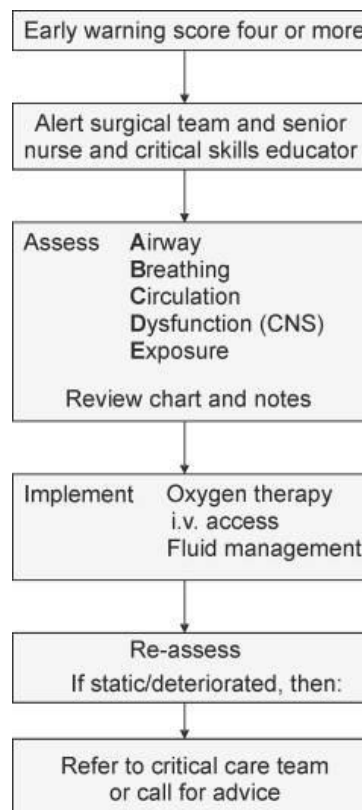 Early warning score four or more
Alert surgical team and senior
nurse and critical skills educator
Assess Airway
Breathing
Circulation
Dysfunction (CNS)
Exposure
Review chart and notes
Implement Oxygen therapy
i.v. access
Fluid management
Re-assess
If static/deteriorated, then:
Refer to critical care team
or call for advice